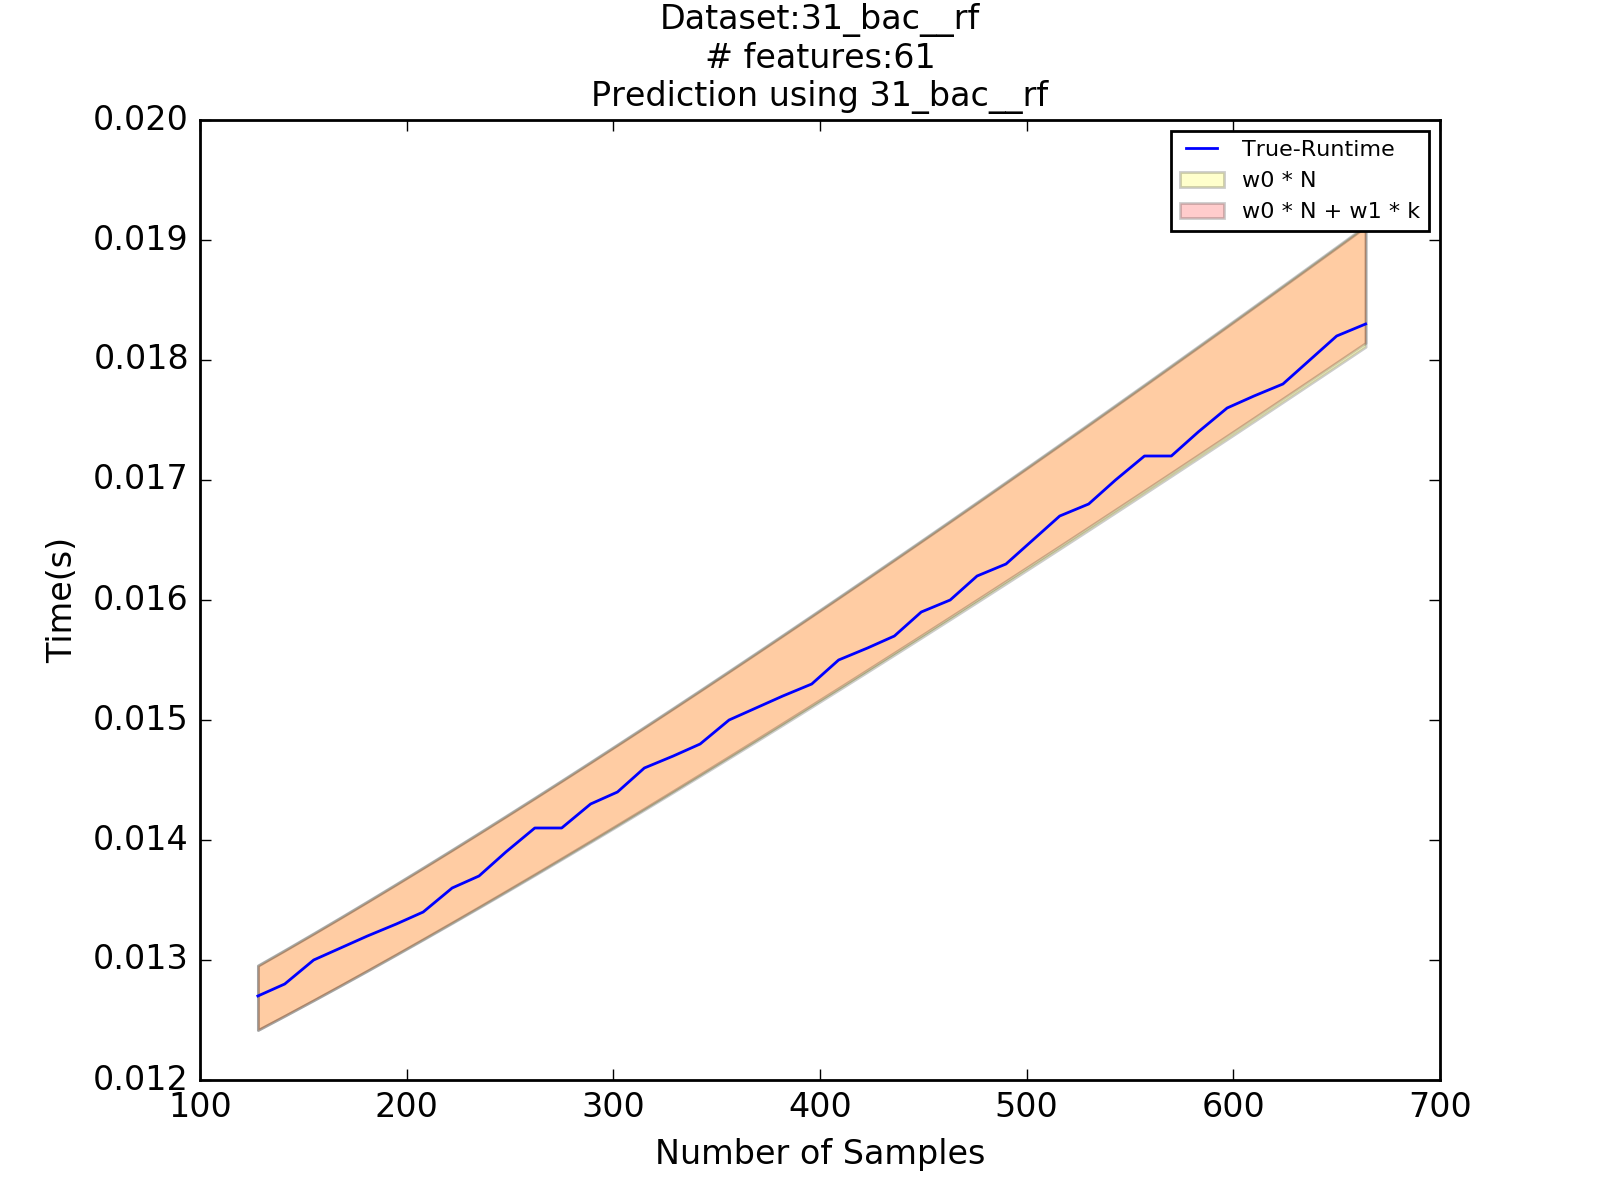 Dataset:31_bac__rf
# features:61
Prediction using 31_bac__rf
True-Runtime
w0 * N
w0 * N + w1 * k
0.020
0.019
0.018
0.017
0.016
0.015
0.014
0.013
0.012
Time(s)
100 200 300 400 500 600 700
Number of Samples